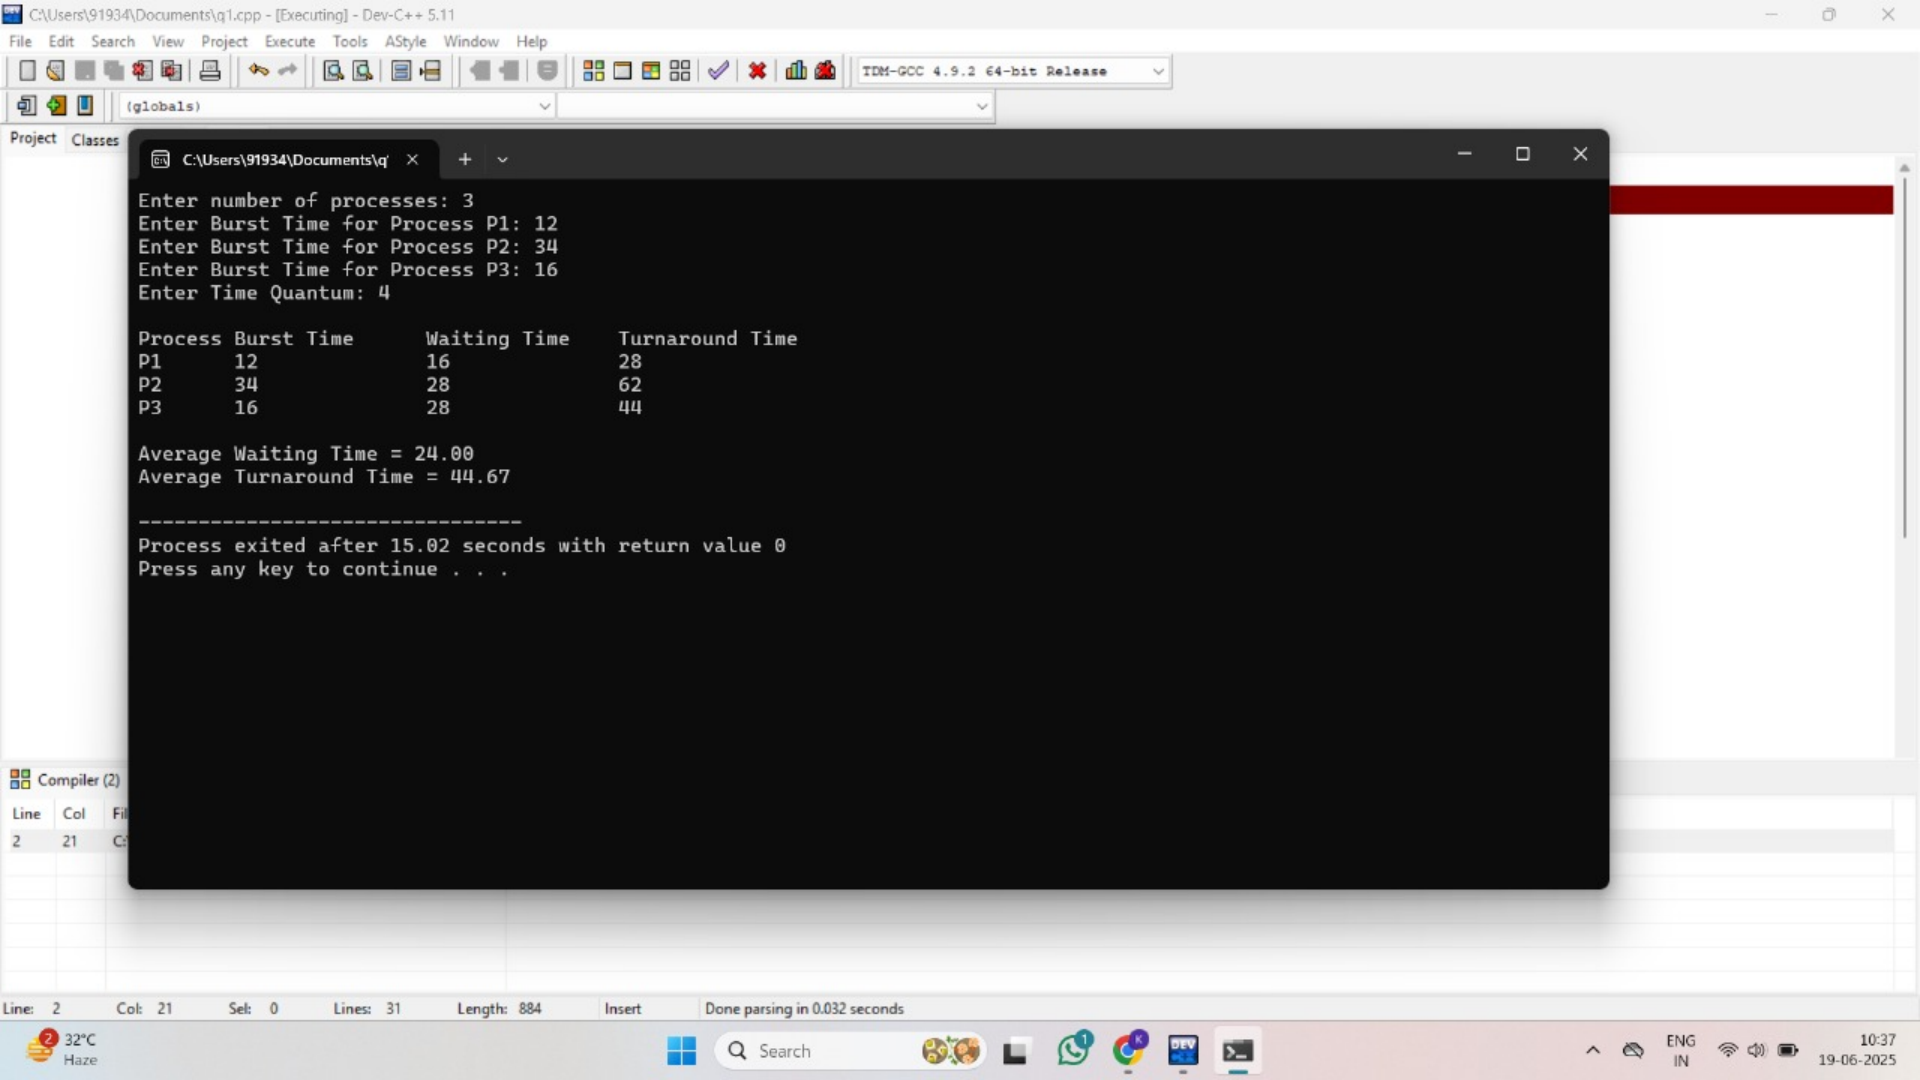 C:\Users\91934\Documents\q1.cpp - [Executing] - Dev-C++ 5.11
File Edit Search View Project Execute Tools AStyle Window Help
TDM-GCC 4.9.2 64-bit Release
(globals)
Project Classes
C:\Users\91934\Documents\q
Enter number of processes: 3
Enter Burst Time for Process P1: 12
Enter Burst Time for Process P2: 34
Enter Burst Time for Process P3: 16
Enter Time Quantum: 4
Process Burst Time Waiting Time Turnaround Time
P1 12 16 28
P2 34 28 62
P3 16 28 44
Average Waiting Time = 24.00
Average Turnaround Time = 44.67
--------------------------------
Process exited after 15.02 seconds with return value 0
Press any key to continue . . .
Compiler (2)
Line Col Fil
2 21 C:
Line: 2 Col: 21 Sel: 0 Lines: 31 Length: 884 Insert Done parsing in 0.032 seconds
2 32°C
Haze
Search
1
K
DEV
ENG
IN
10:37
19-06-2025